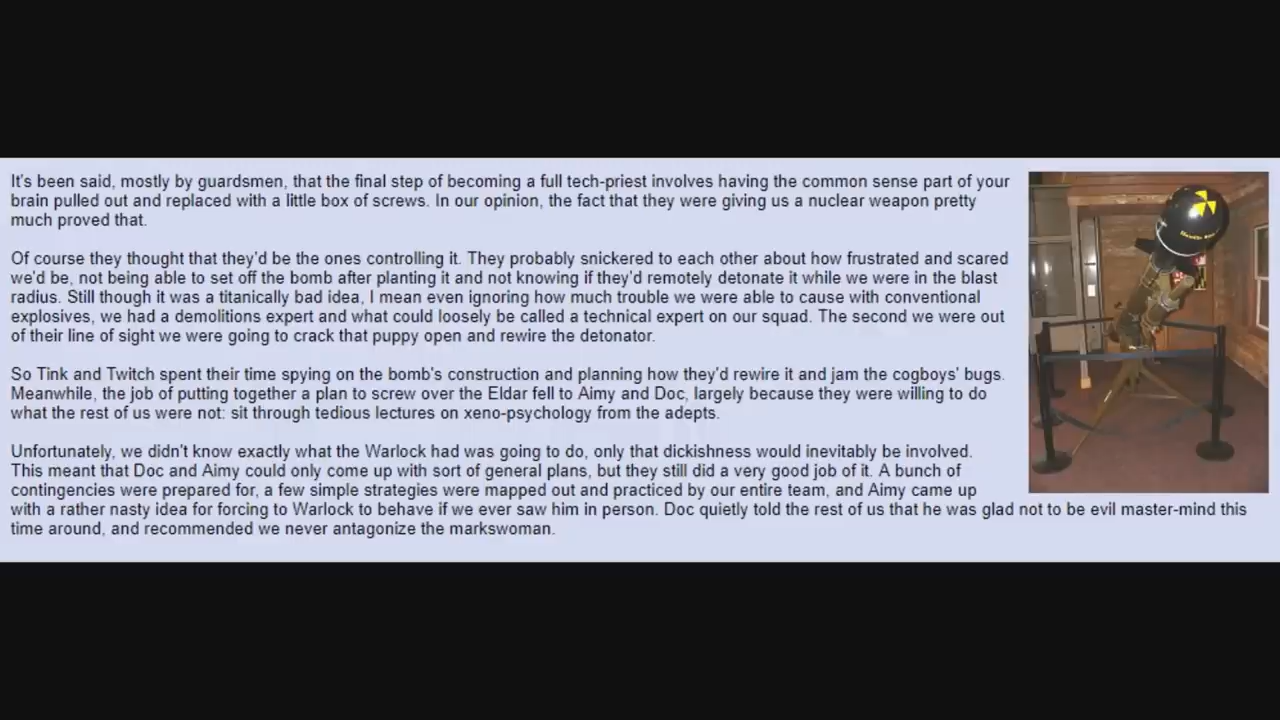 It's been said, mostly by guardsmen, that the final step of becoming a full tech-priest involves having the common sense part of your
brain pulled out and replaced with a little box of screws. In our opinion, the fact that they were giving us a nuclear weapon pretty
much proved that.
Of course they thought that they'd be the ones controlling it. They probably snickered to each other about how frustrated and scared
we'd be, not being able to set off the bomb after planting it and not knowing if they'd remotely detonate it while we were in the blast
radius. Still though it was a titanically bad idea, I mean even ignoring how much trouble we were able to cause with conventional
explosives, we had a demolitions expert and what could loosely be called a technical expert on our squad. The second we were out
of their line of sight we were going to crack that puppy open and rewire the detonator.
So Tink and Twitch spent their time spying on the bomb's construction and planning how they'd rewire it and jam the cogboys' bugs.
Meanwhile, the job of putting together a plan to screw over the Eldar fell to Aimy and Doc, largely because they were willing to do
what the rest of us were not: sit through tedious lectures on xeno-psychology from the adepts.
Unfortunately, we didn't know exactly what the Warlock had was going to do, only that dickishness would inevitably be involved.
This meant that Doc and Aimy could only come up with sort of general plans, but they still did a very good job of it. A bunch of
contingencies were prepared for, a few simple strategies were mapped out and practiced by our entire team, and Aimy came up
with a rather nasty idea for forcing to Warlock to behave if we ever saw him in person. Doc quietly told the rest of us that he was glad not to be evil master-mind this
time around, and recommended we never antagonize the markswoman.